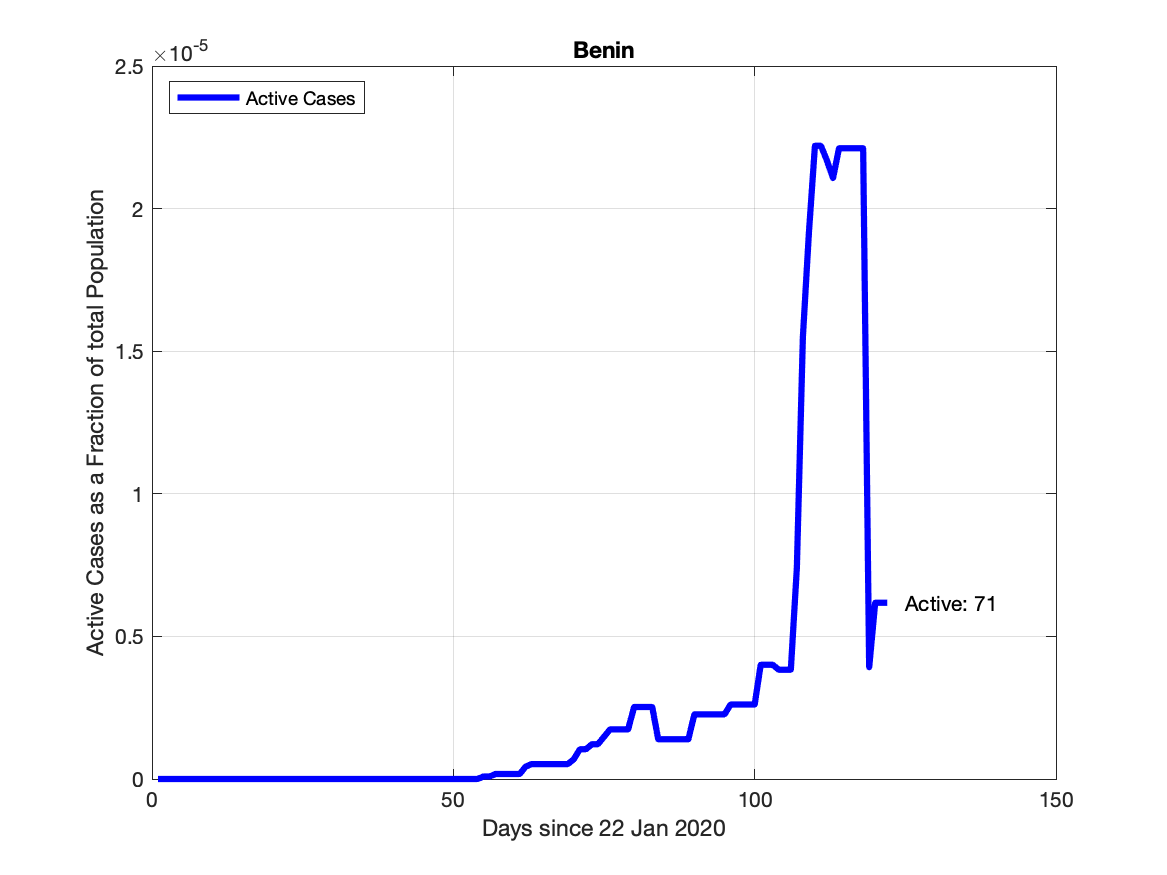 Benin
×10^-5
Active Cases
2.5
2
1.5
1
0.5
0
Active Cases as a Fraction of total Population
Active: 71
0 50 100 150
Days since 22 Jan 2020